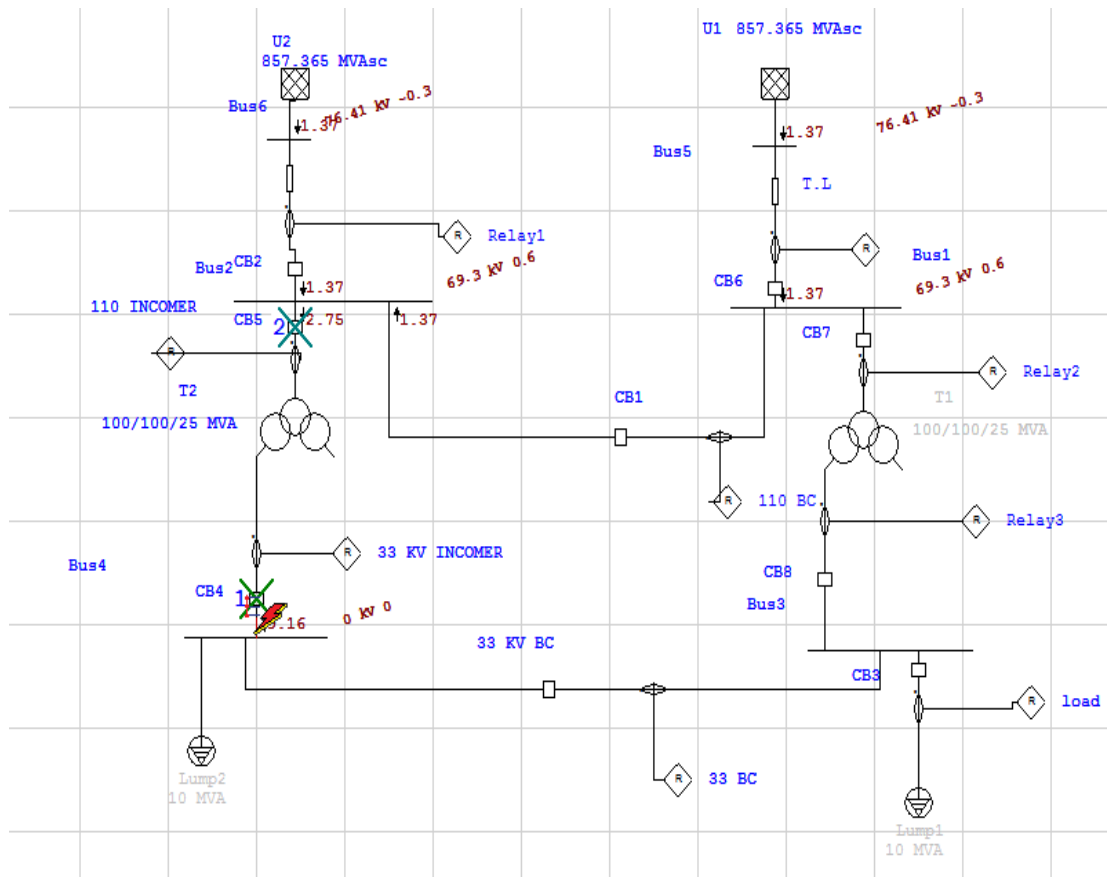 U2
857.365 MVAsc
U1 857.365 MVAsc
Bus6
76.41 kV -0.3
1.37
76.41 kV -0.3
1.37
Bus5
T.L
R
Relay1
R
Bus1
Bus2
CB2
69.3 kV 0.6
69.3 kV 0.6
CB6
1.37
1.37
110 INCOMER
CB5
2.75
1.37
2
CB7
R
T2
R
Relay2
CB1
T1
100/100/25 MVA
100/100/25 MVA
R
110 BC
R
Relay3
R
33 KV INCOMER
Bus4
CB8
CB4
1
Bus3
0 kV 0
33 KV BC
CB3
R
load
R
33 BC
Lump2
10 MVA
Lump1
10 MVA